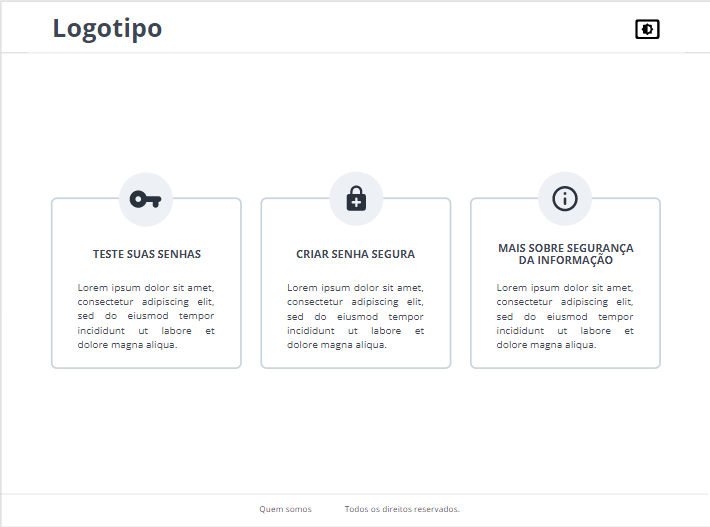 Logotipo
TESTE SUAS SENHAS
Lorem ipsum dolor sit amet,
consectetur adipiscing elit,
sed do eiusmod tempor
incididunt ut labore et
dolore magna aliqua.
CRIAR SENHA SEGURA
Lorem ipsum dolor sit amet,
consectetur adipiscing elit,
sed do eiusmod tempor
incididunt ut labore et
dolore magna aliqua.
MAIS SOBRE SEGURANÇA
DA INFORMAÇÃO
Lorem ipsum dolor sit amet,
consectetur adipiscing elit,
sed do eiusmod tempor
incididunt ut labore et
dolore magna aliqua.
Quem somos
Todos os direitos reservados.